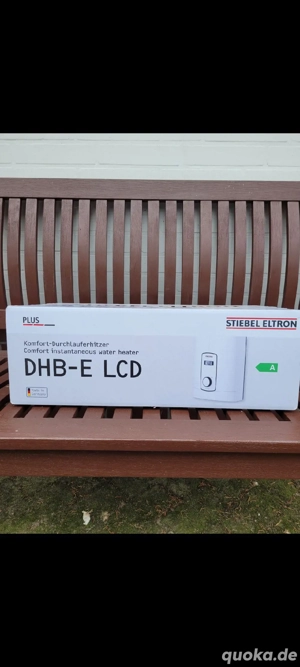 PLUS
STIEBEL ELTRON
Komfort-Durchlauferhitzer
Comfort instantaneous water heater
DHB-E LCD
A
quoka.de